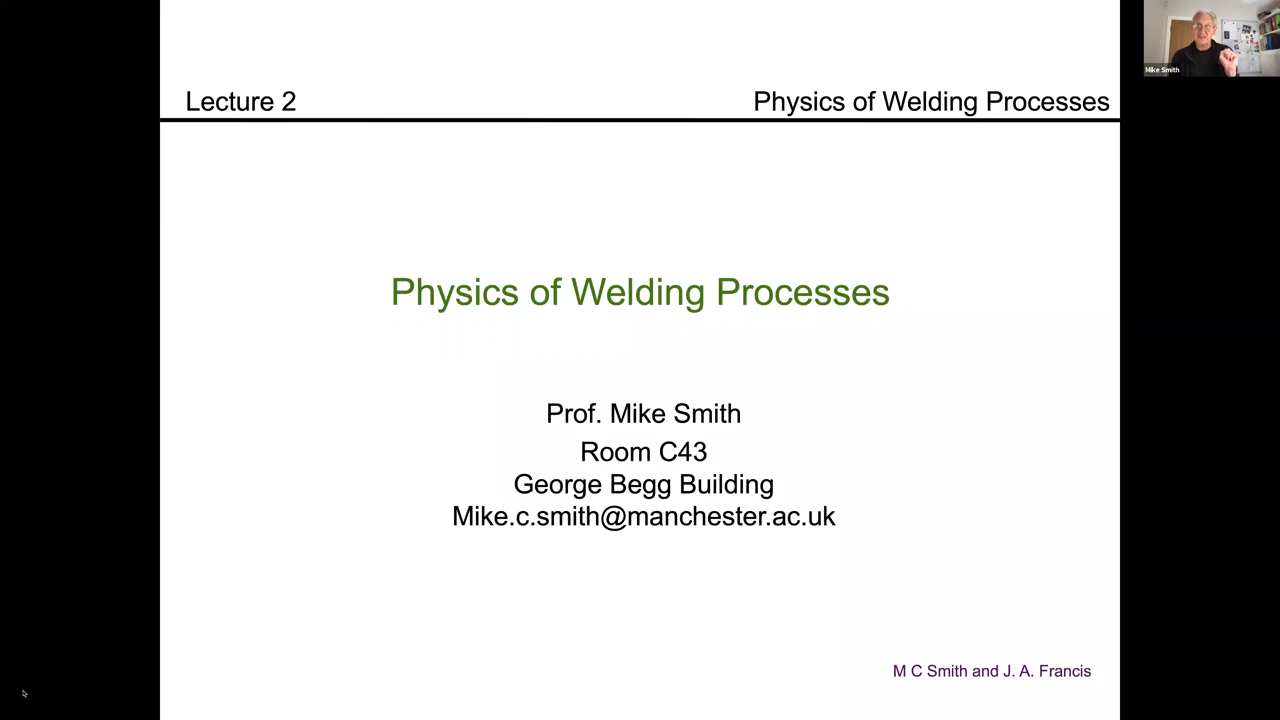 Lecture 2
Physics of Welding Processes
Physics of Welding Processes
Prof. Mike Smith
Room C43
George Begg Building
Mike.c.smith@manchester.ac.uk
M C Smith and J. A. Francis
Mike Smith